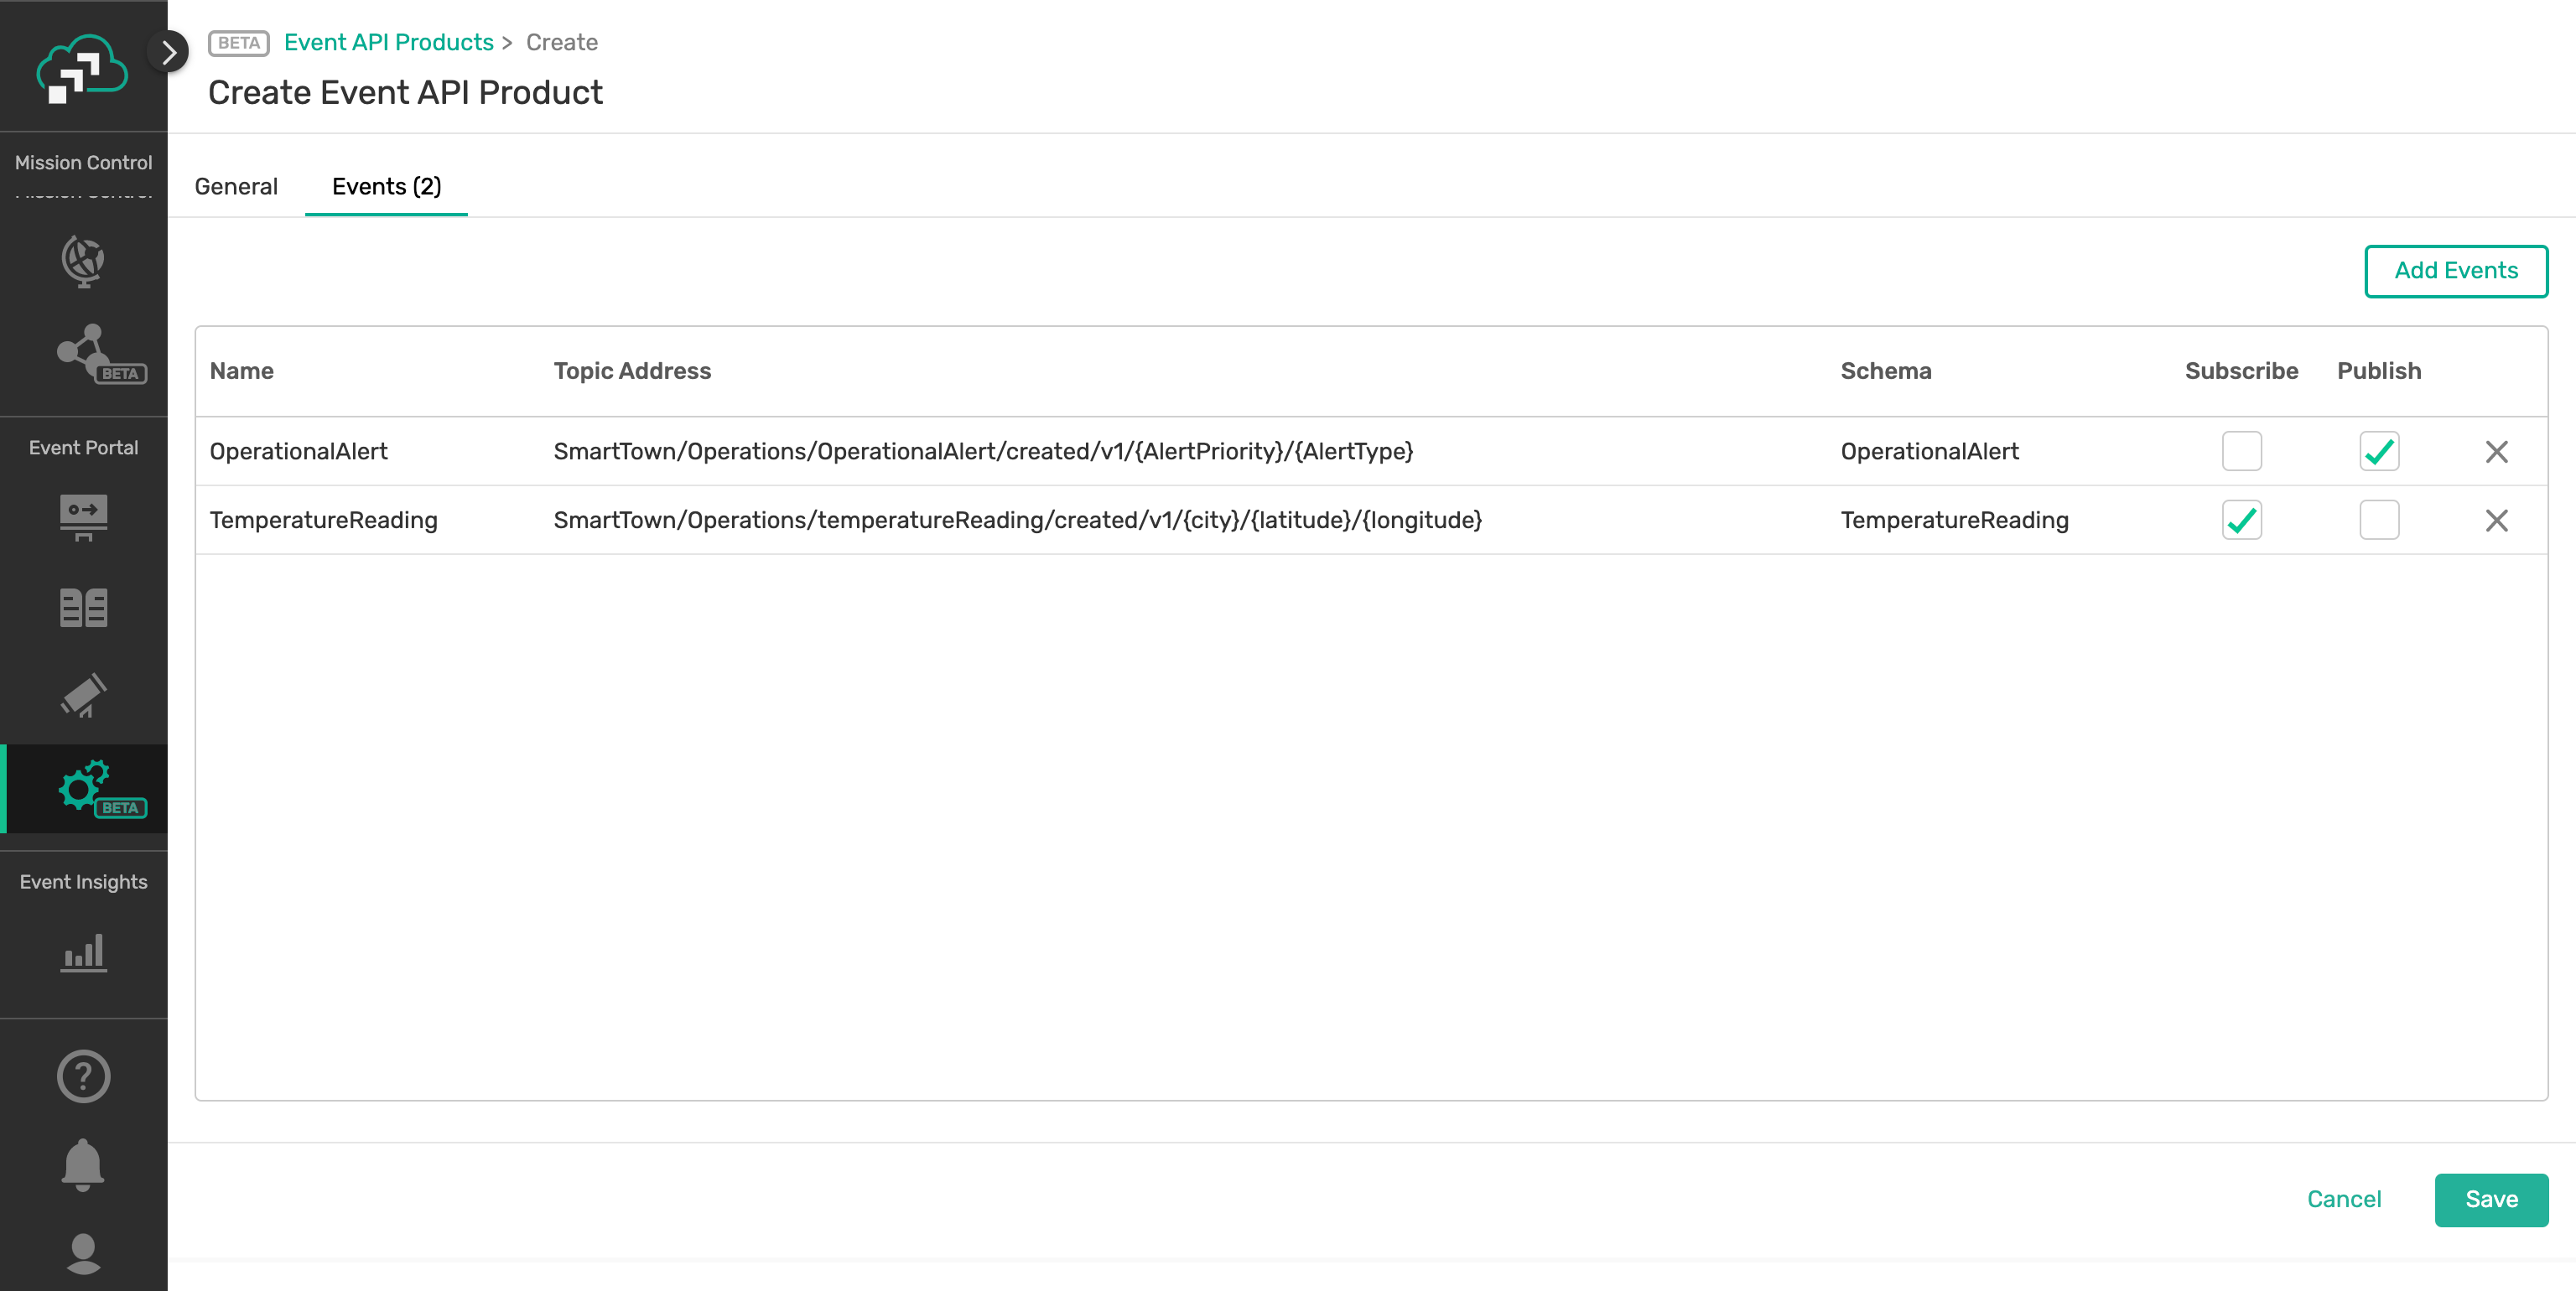 BETA Event API Products > Create
Create Event API Product
Mission Control
Mission Control
General Events (2)
Add Events
Name Topic Address Schema Subscribe Publish
OperationalAlert SmartTown/Operations/OperationalAlert/created/v1/{AlertPriority}/{AlertType} OperationalAlert
TemperatureReading SmartTown/Operations/temperatureReading/created/v1/{city}/{latitude}/{longitude} TemperatureReading
BETA
Event Portal
BETA
Event Insights
?
Cancel Save